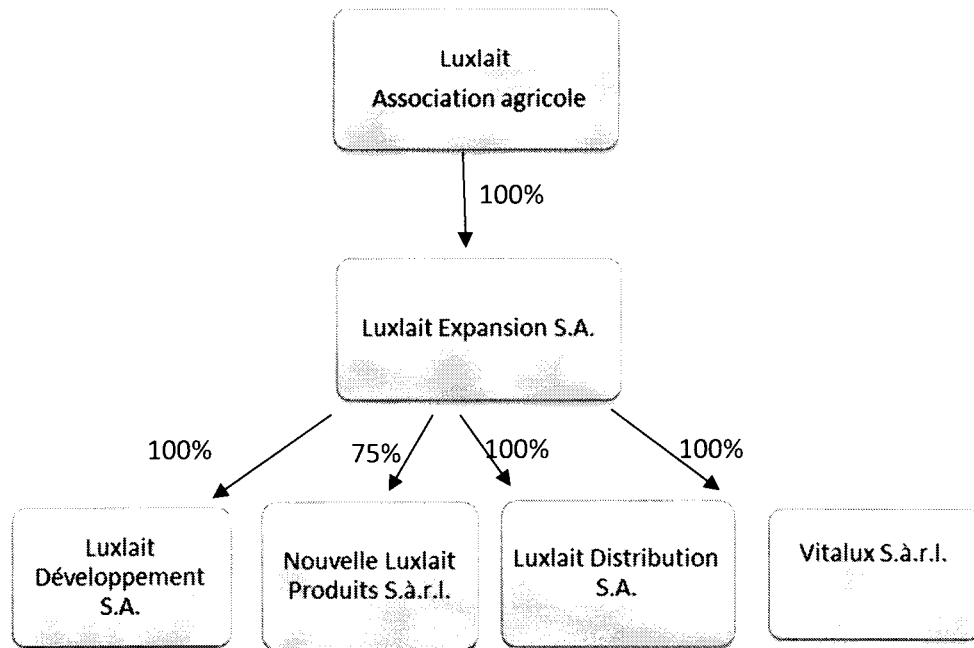 Luxlait
Association agricole
100%
Luxlait Expansion S.A.
100%
75%
100%
100%
Luxlait
Développement
S.A.
Nouvelle Luxlait
Produits S.à.r.l.
Luxlait Distribution
S.A.
Vitalux S.à.r.l.